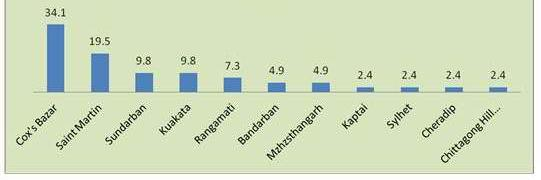 34.1
19.5
9.8
9.8
7.3
4.9
4.9
2.4
2.4
2.4
2.4
Cox's Bazar
Saint Martin
Sundarban
Kuakata
Rangamati
Bandarban
Mzhzsthangarh
Kaptai
Sylhet
Cheradip
Chittagong Hill...